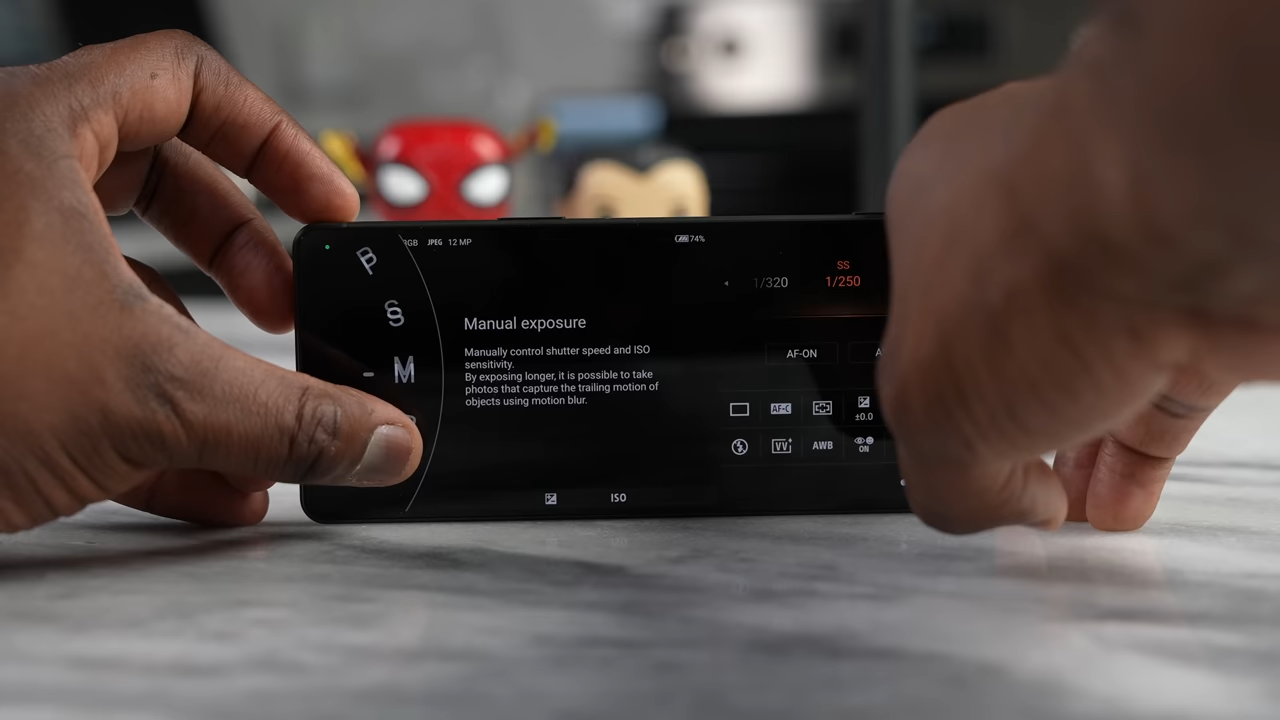 GB JPEG 12 MP
74%
P
S
M
1/320
SS
1/250
Manual exposure
Manually control shutter speed and ISO
sensitivity.
By exposing longer, it is possible to take
photos that capture the trailing motion of
objects using motion blur.
AF-ON
AF-C
±0.0
VV+
AWB
ON
ISO